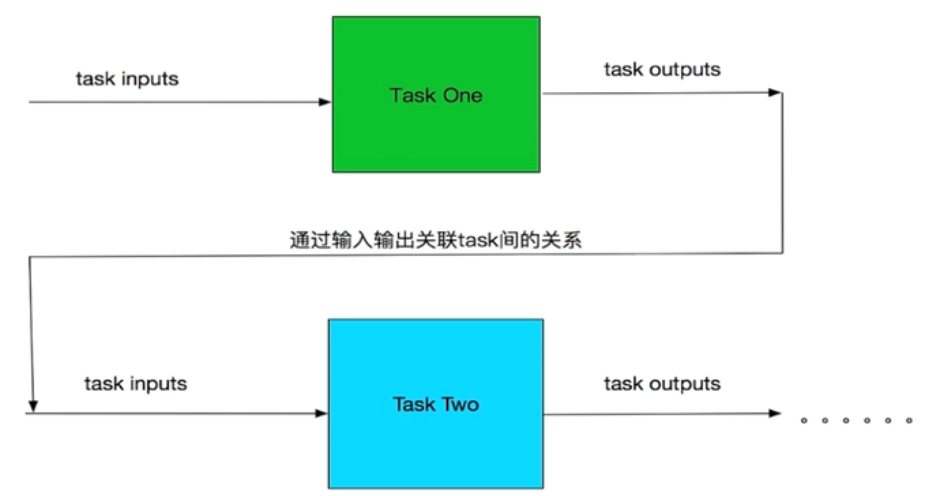 task inputs
Task One
task outputs
通过输入输出关联task间的关系
task inputs
Task Two
task outputs
。。。。。。